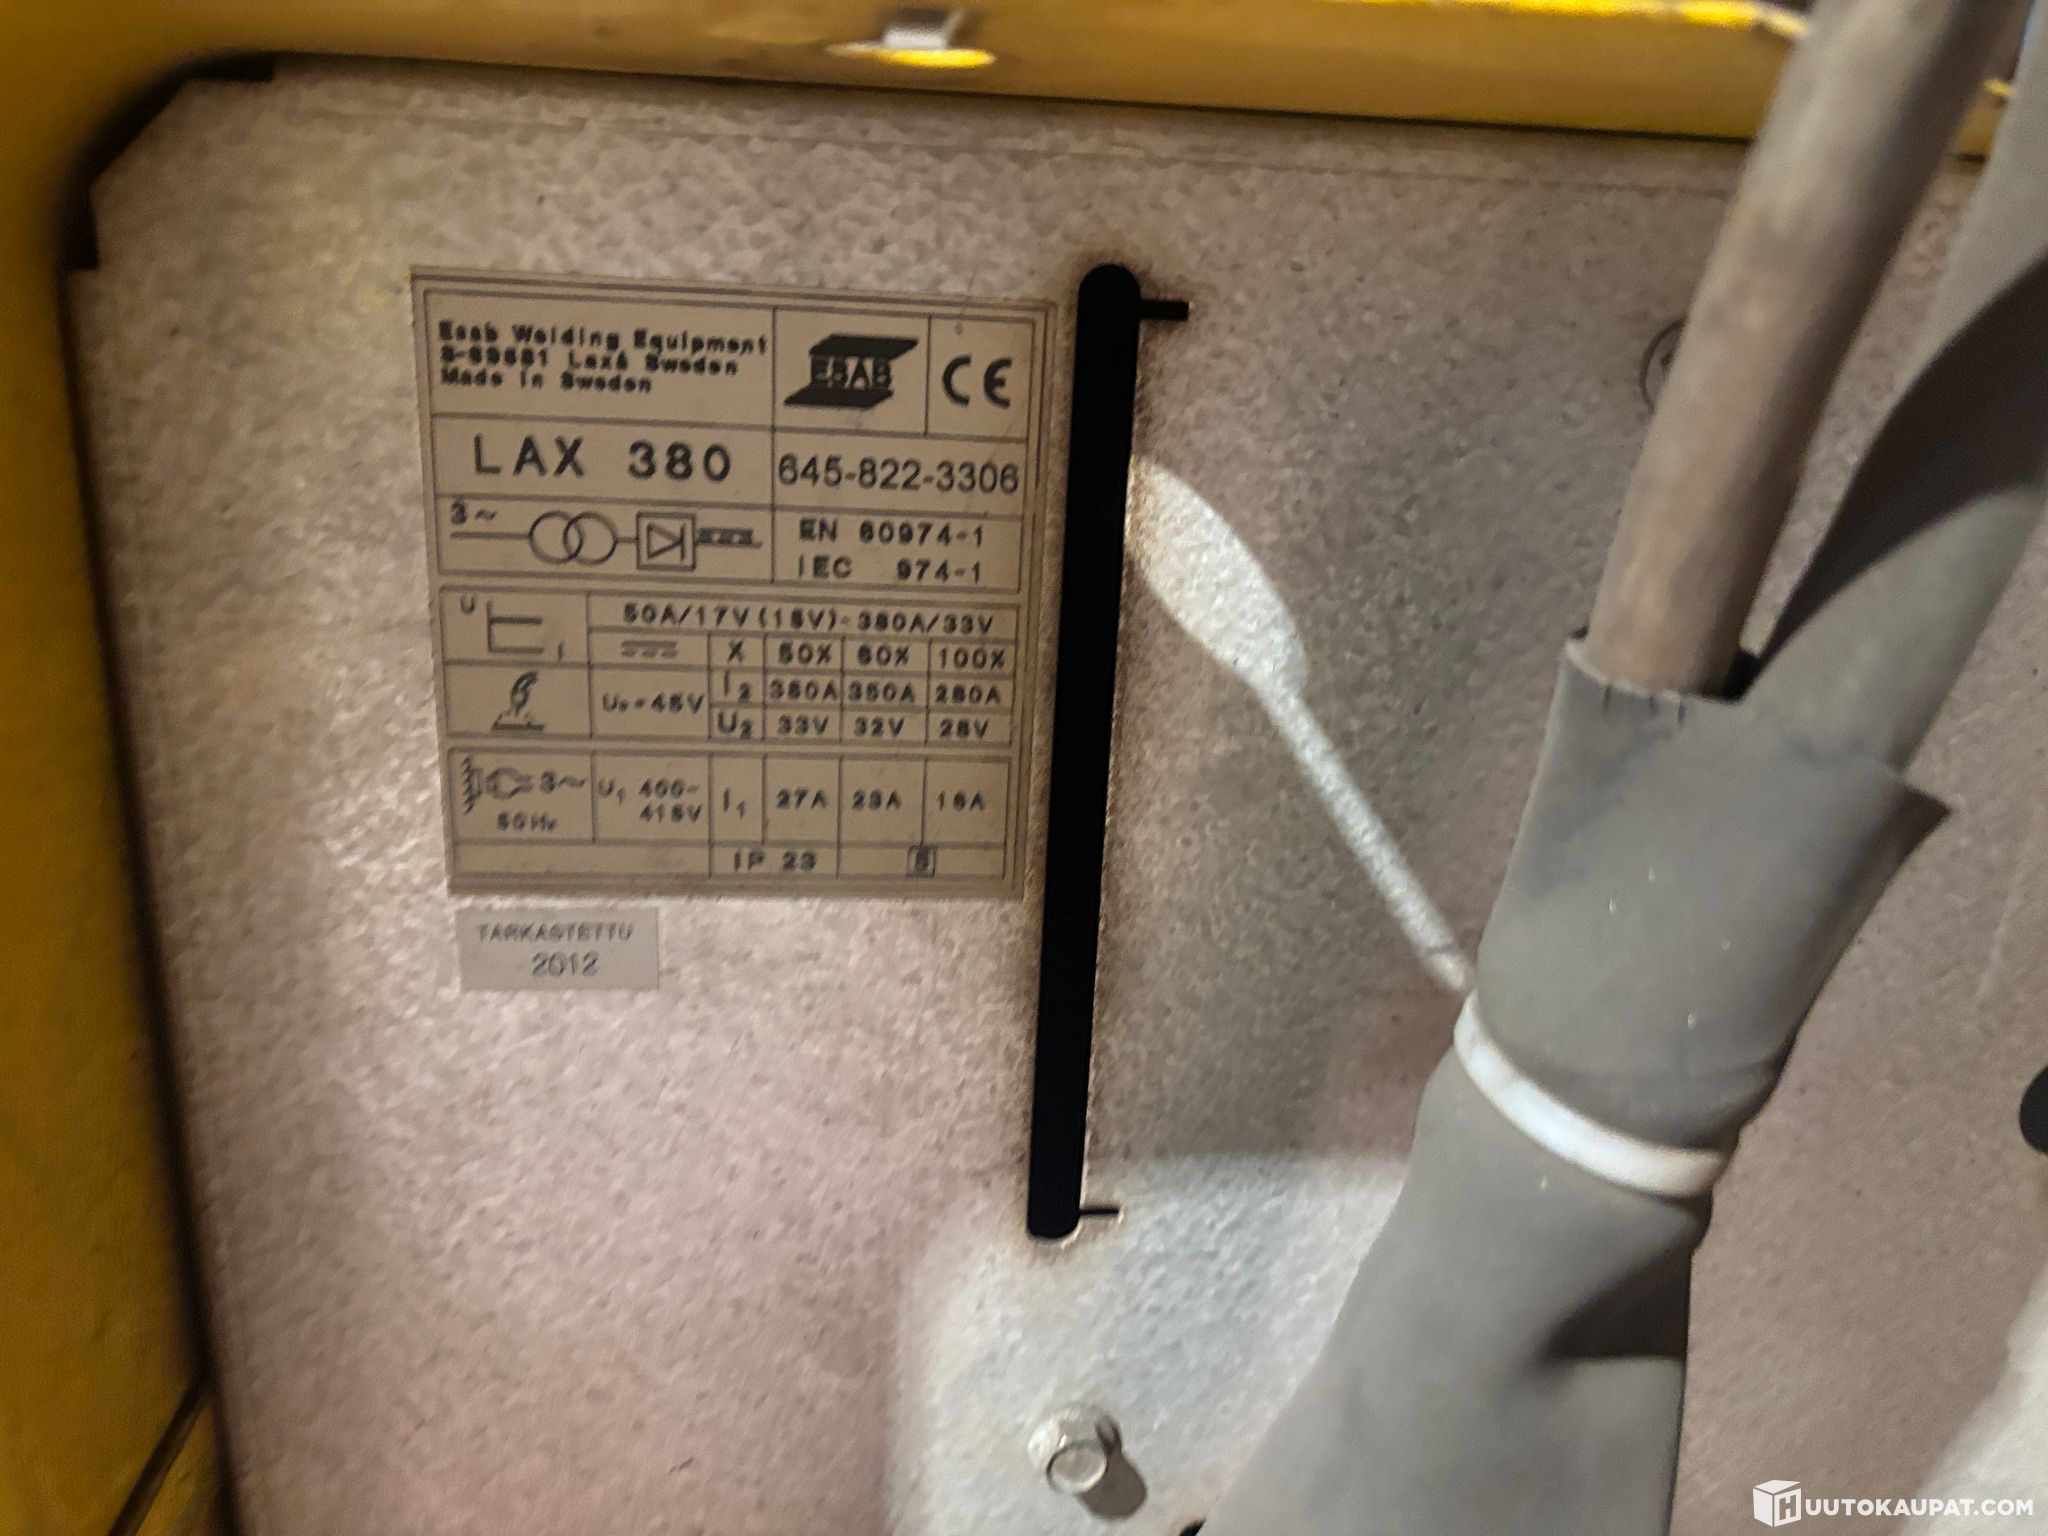 Esab Welding Equipment
S-69581 Laxå Sweden
Made in Sweden
ESAB
CE
LAX 380
645-822-3306
3~
EN 60974-1
IEC 974-1
U
I
50A/17V (15V)- 380A/33V
X 50% 60% 100%
I2 380A 350A 280A
U₀=45V
U2 33V 32V 28V
3~ 50Hz
U1 400-
415V
I1 27A 23A 16A
IP 23
S
TARKASTETTU
2012
HUUTOKAUPAT.COM